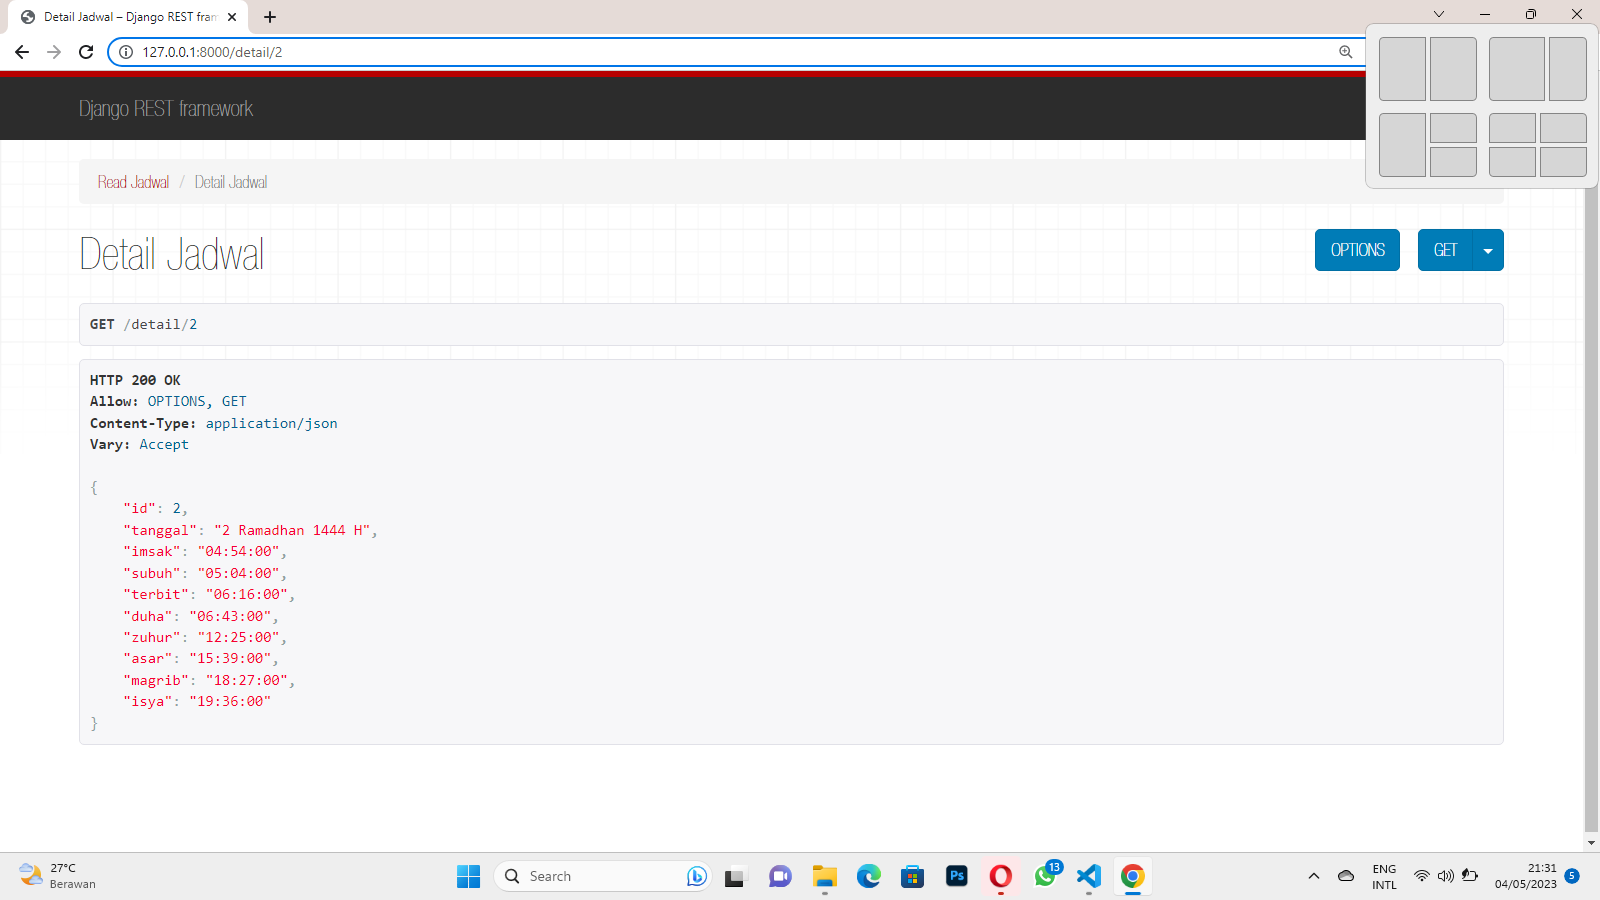 Detail Jadwal – Django REST fram
127.0.0.1:8000/detail/2
Django REST framework
Read Jadwal / Detail Jadwal
Detail Jadwal
OPTIONS
GET
GET /detail/2
HTTP 200 OK
Allow: OPTIONS, GET
Content-Type: application/json
Vary: Accept
{
"id": 2,
"tanggal": "2 Ramadhan 1444 H",
"imsak": "04:54:00",
"subuh": "05:04:00",
"terbit": "06:16:00",
"duha": "06:43:00",
"zuhur": "12:25:00",
"asar": "15:39:00",
"magrib": "18:27:00",
"isya": "19:36:00"
}
27°C
Berawan
Search
Ps
13
ENG
INTL
21:31
04/05/2023
5